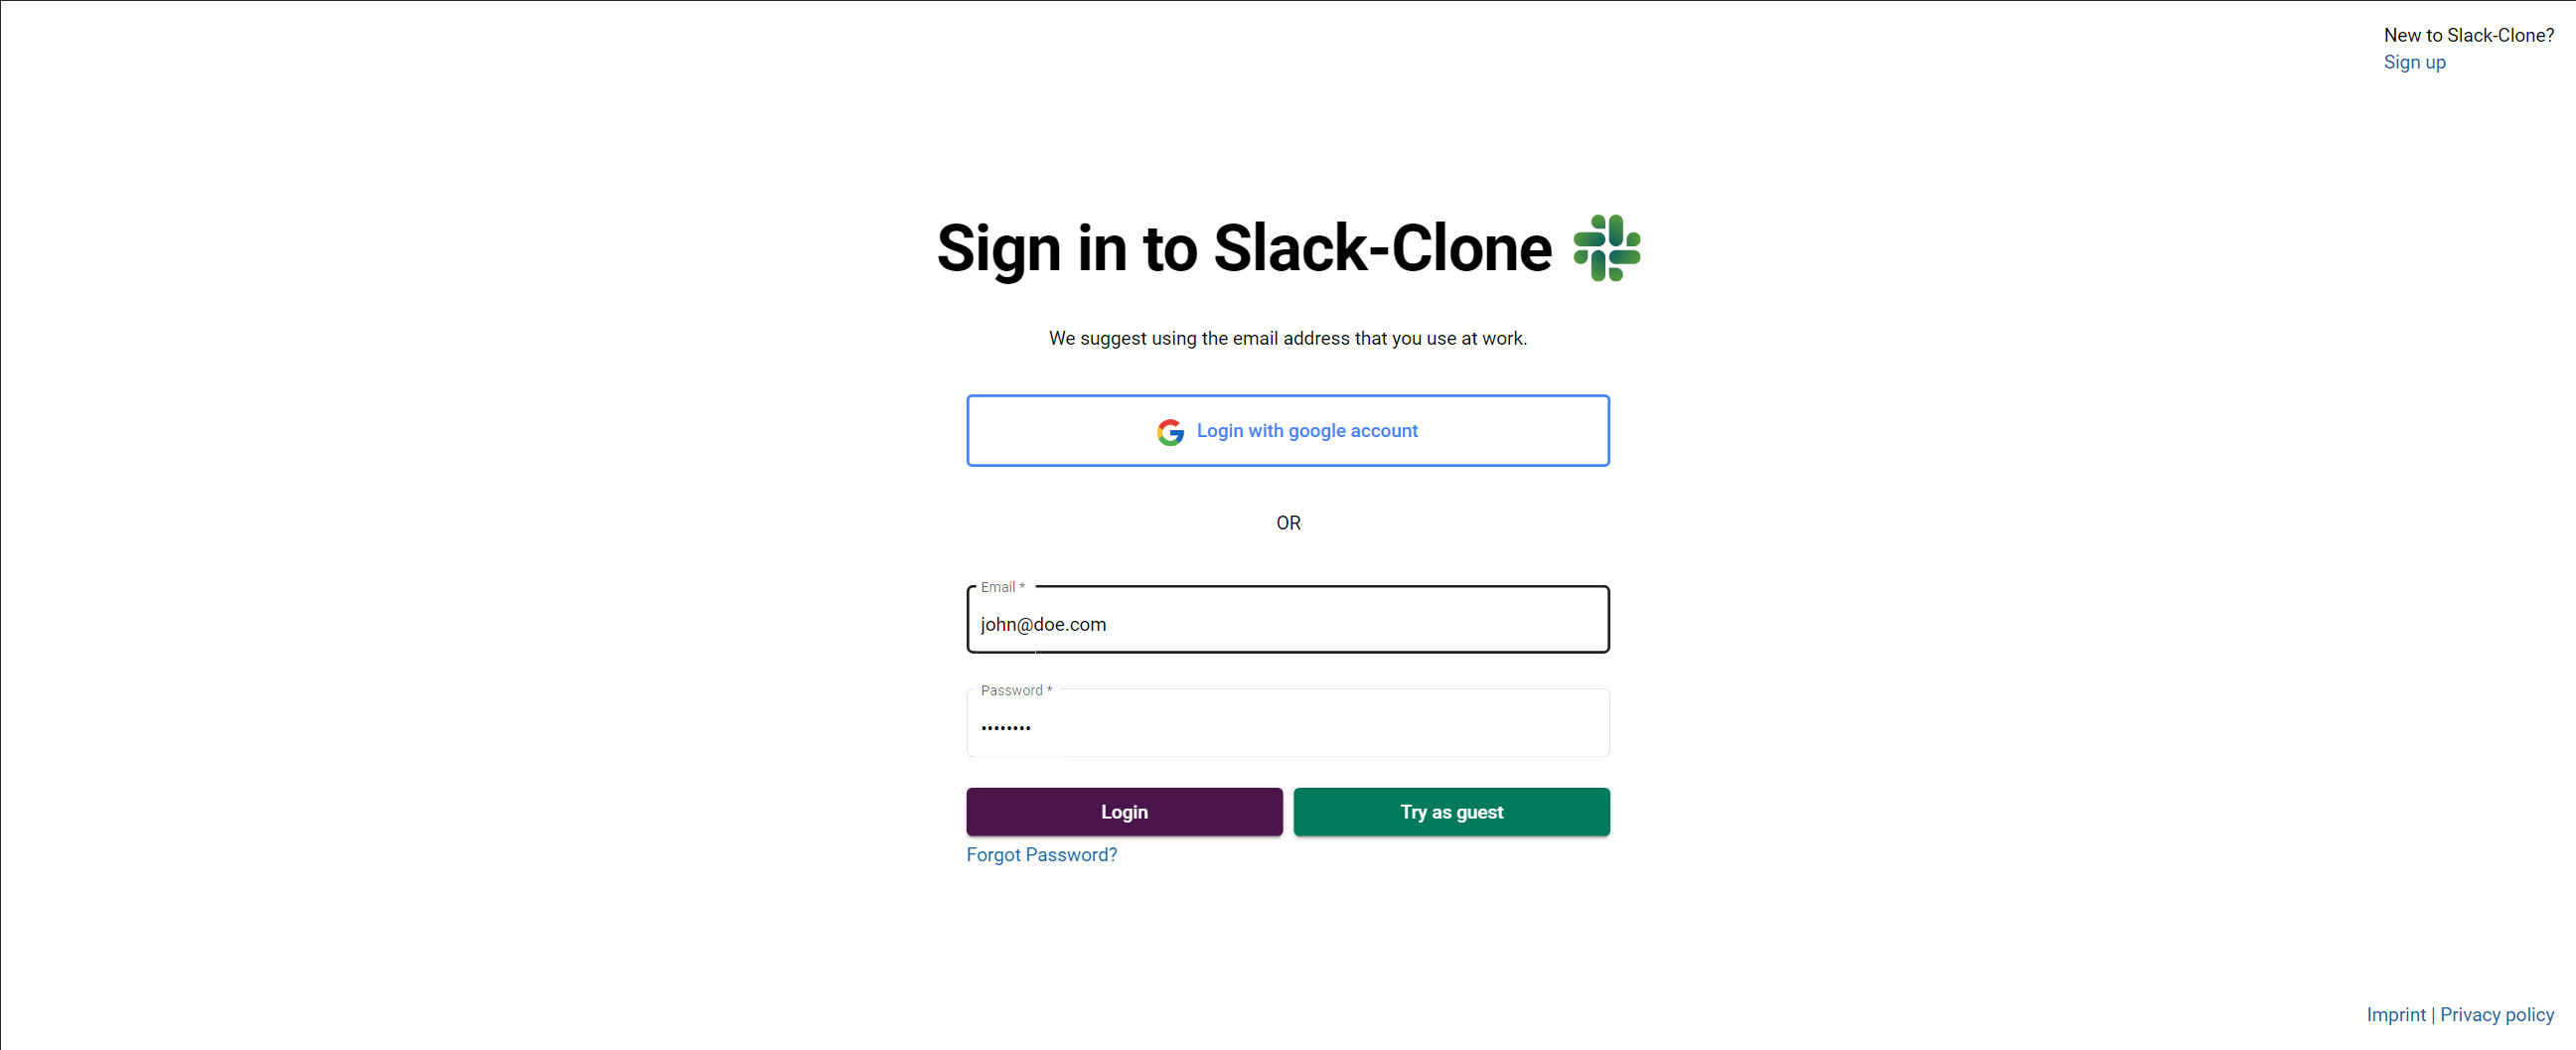 New to Slack-Clone?
Sign up
Sign in to Slack-Clone
We suggest using the email address that you use at work.
Login with google account
OR
Email *
john@doe.com
Password *
••••••••
Login
Try as guest
Forgot Password?
Imprint | Privacy policy